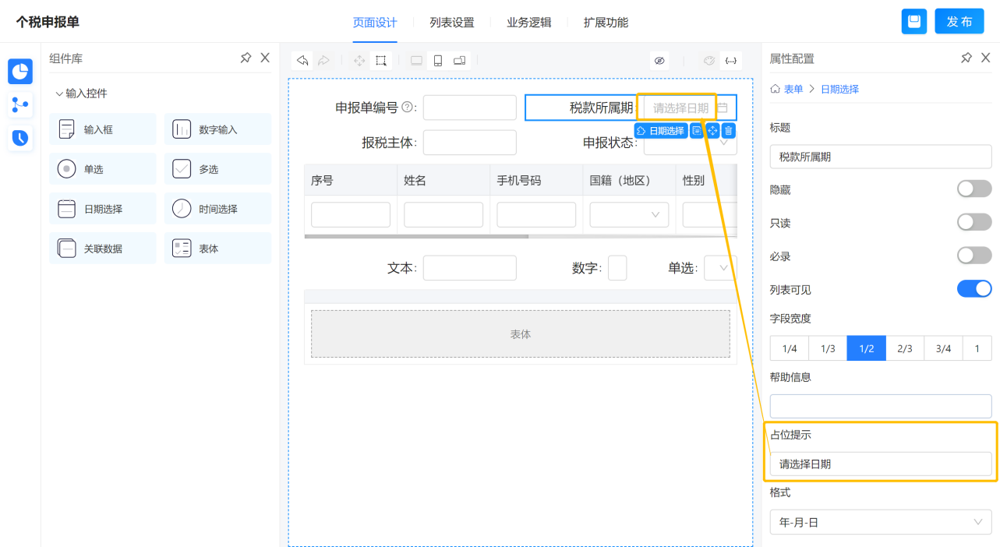 个税申报单
页面设计
列表设置
业务逻辑
扩展功能
发布
组件库
输入控件
输入框
数字输入
单选
多选
日期选择
时间选择
关联数据
表体
申报单编号 ? :
税款所属期:
请选择日期
日期选择
报税主体:
申报状态:
序号
姓名
手机号码
国籍（地区）
性别
文本:
数字:
单选:
表体
属性配置
表单 > 日期选择
标题
税款所属期
隐藏
只读
必录
列表可见
字段宽度
1/4 1/3 1/2 2/3 3/4 1
帮助信息
占位提示
请选择日期
格式
年-月-日